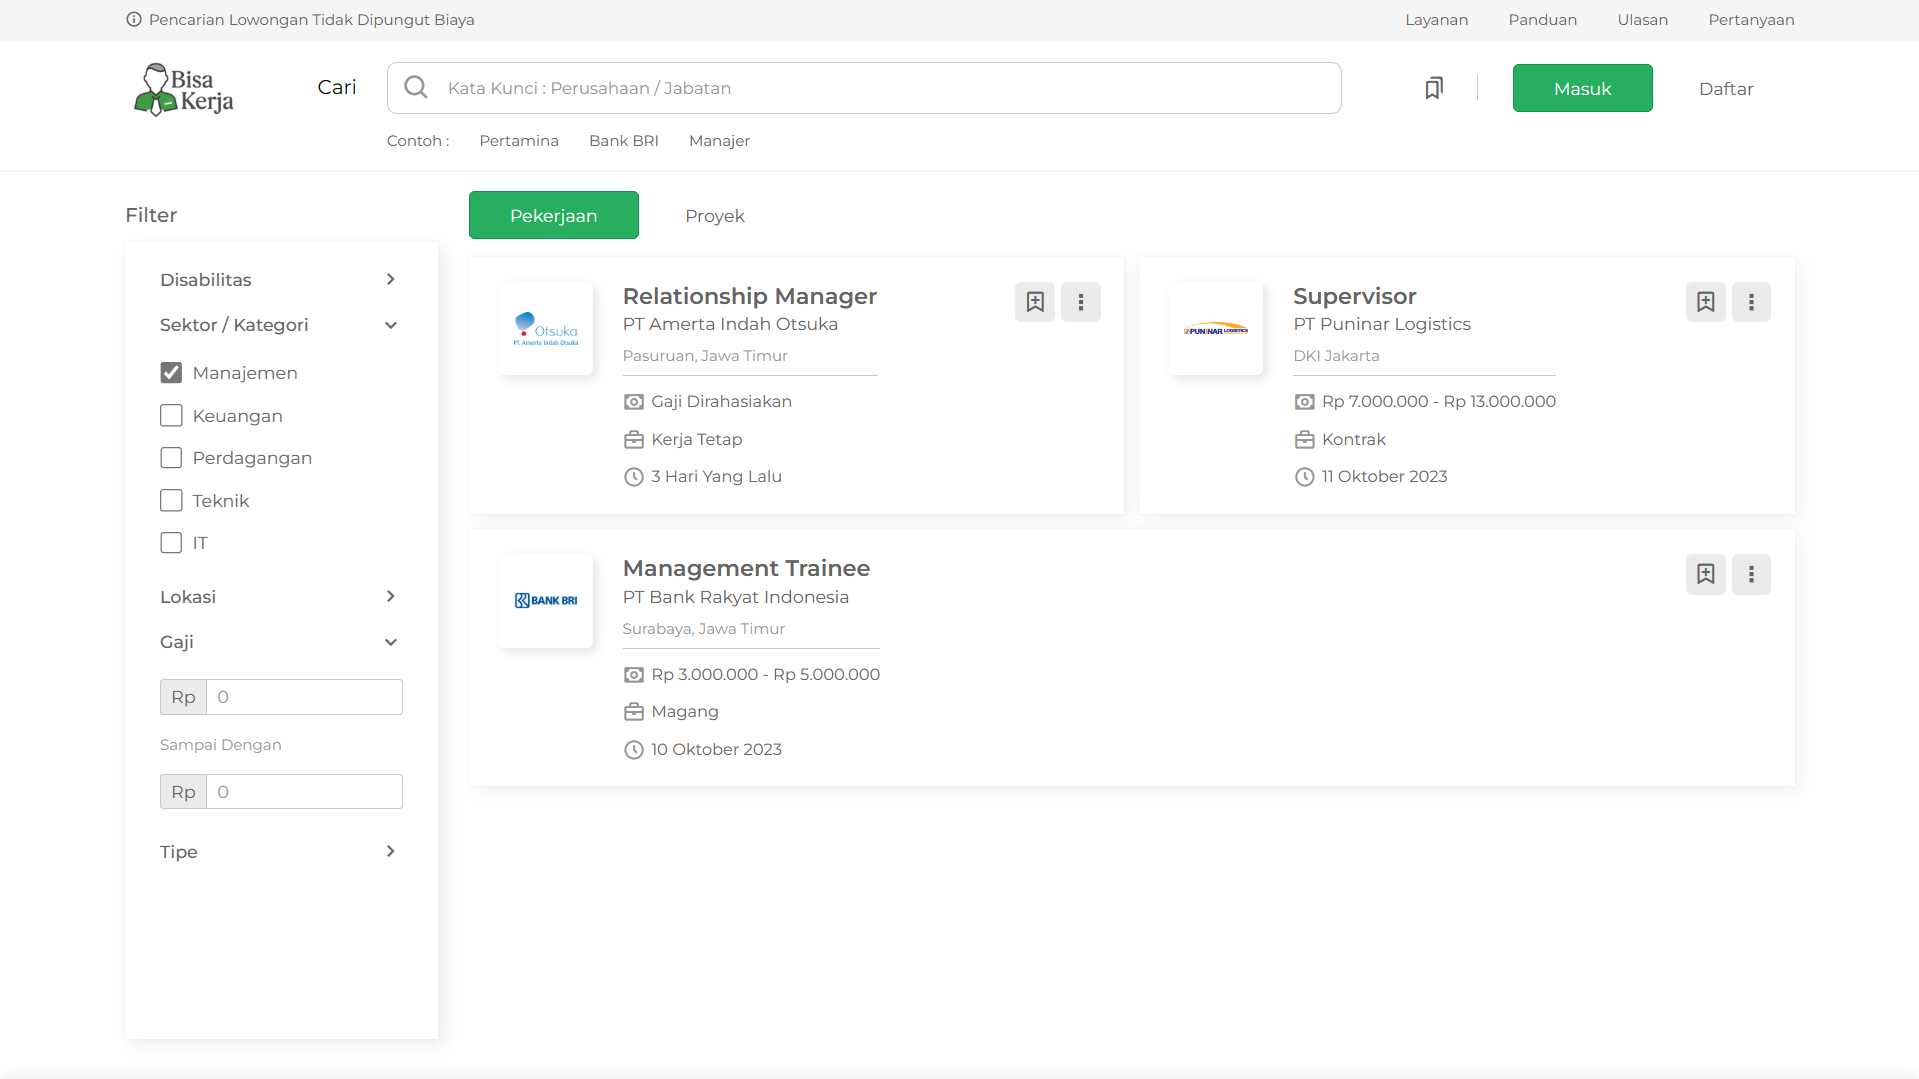 Pencarian Lowongan Tidak Dipungut Biaya
Layanan Panduan Ulasan Pertanyaan
Bisa
Kerja
Cari
Kata Kunci : Perusahaan / Jabatan
Masuk
Daftar
Contoh : Pertamina Bank BRI Manajer
Filter
Disabilitas
Sektor / Kategori
Manajemen
Keuangan
Perdagangan
Teknik
IT
Lokasi
Gaji
Rp 0
Sampai Dengan
Rp 0
Tipe
Pekerjaan
Proyek
Otsuka
PT. Amerta Indah Otsuka
Relationship Manager
PT Amerta Indah Otsuka
Pasuruan, Jawa Timur
Gaji Dirahasiakan
Kerja Tetap
3 Hari Yang Lalu
PUNINAR LOGISTICS
Supervisor
PT Puninar Logistics
DKI Jakarta
Rp 7.000.000 - Rp 13.000.000
Kontrak
11 Oktober 2023
BANK BRI
Management Trainee
PT Bank Rakyat Indonesia
Surabaya, Jawa Timur
Rp 3.000.000 - Rp 5.000.000
Magang
10 Oktober 2023